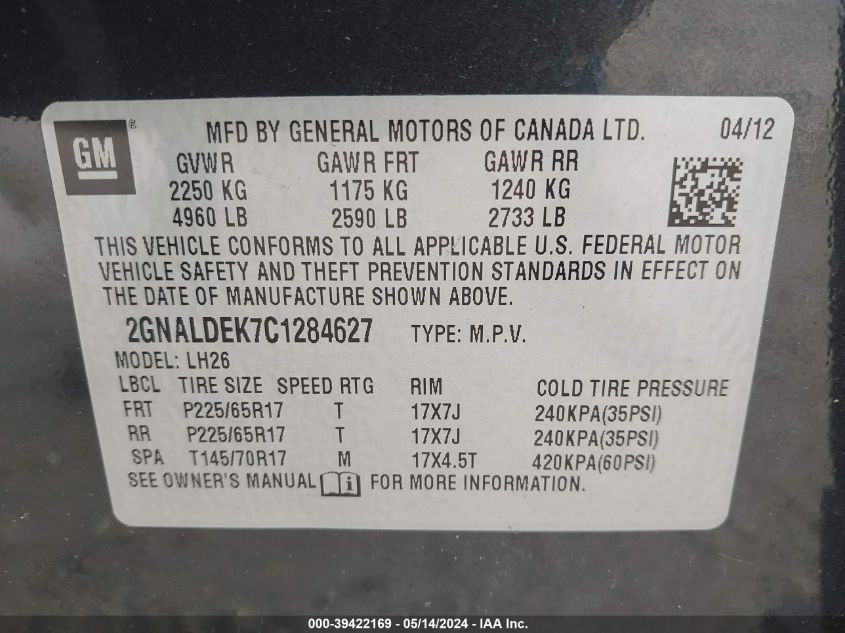 GM ® MFD BY GENERAL MOTORS OF CANADA LTD. 04/12
GVWR GAWR FRT GAWR RR
2250 KG 1175 KG 1240 KG
4960 LB 2590 LB 2733 LB
THIS VEHICLE CONFORMS TO ALL APPLICABLE U.S. FEDERAL MOTOR
VEHICLE SAFETY AND THEFT PREVENTION STANDARDS IN EFFECT ON
THE DATE OF MANUFACTURE SHOWN ABOVE.
2GNALDEK7C1284627 TYPE: M.P.V.
MODEL: LH26
LBCL TIRE SIZE SPEED RTG RIM COLD TIRE PRESSURE
FRT P225/65R17 T 17X7J 240KPA(35PSI)
RR P225/65R17 T 17X7J 240KPA(35PSI)
SPA T145/70R17 M 17X4.5T 420KPA(60PSI)
SEE OWNER'S MANUAL i FOR MORE INFORMATION.
000-39422169 - 05/14/2024 - IAA, Inc.